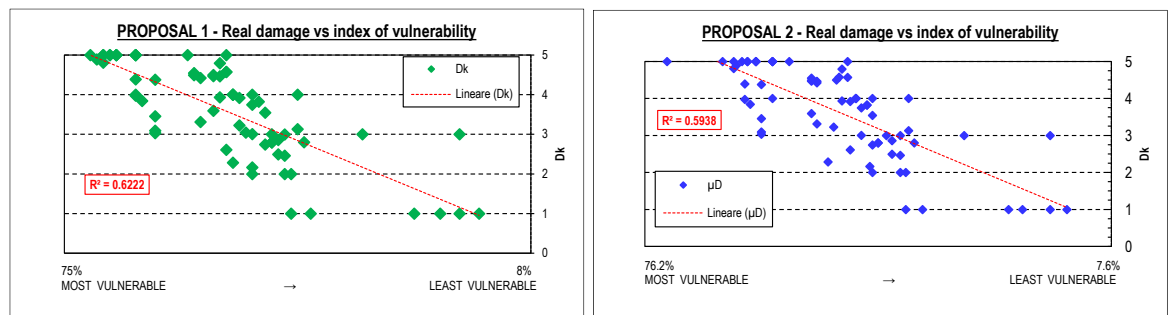 PROPOSAL 1 - Real damage vs index of vulnerability
5
4
3
2
1
0
Dk
Dk
Lineare (Dk)
R² = 0.6222
75%
8%
MOST VULNERABLE → LEAST VULNERABLE
PROPOSAL 2 - Real damage vs index of vulnerability
5
4
3
2
1
0
Dk
R² = 0.5938
µD
Lineare (µD)
76.2%
7.6%
MOST VULNERABLE → LEAST VULNERABLE